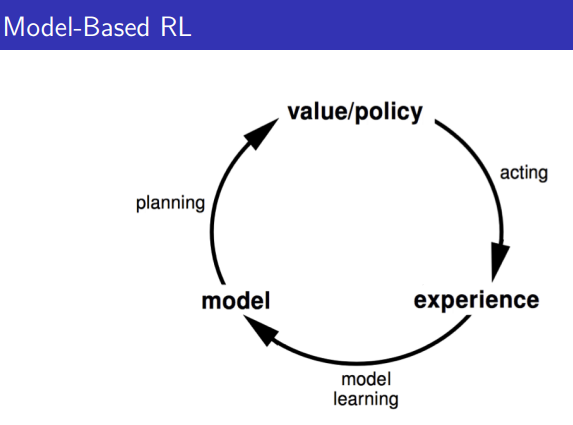 Model-Based RL
value/policy
acting
planning
model
experience
model
learning